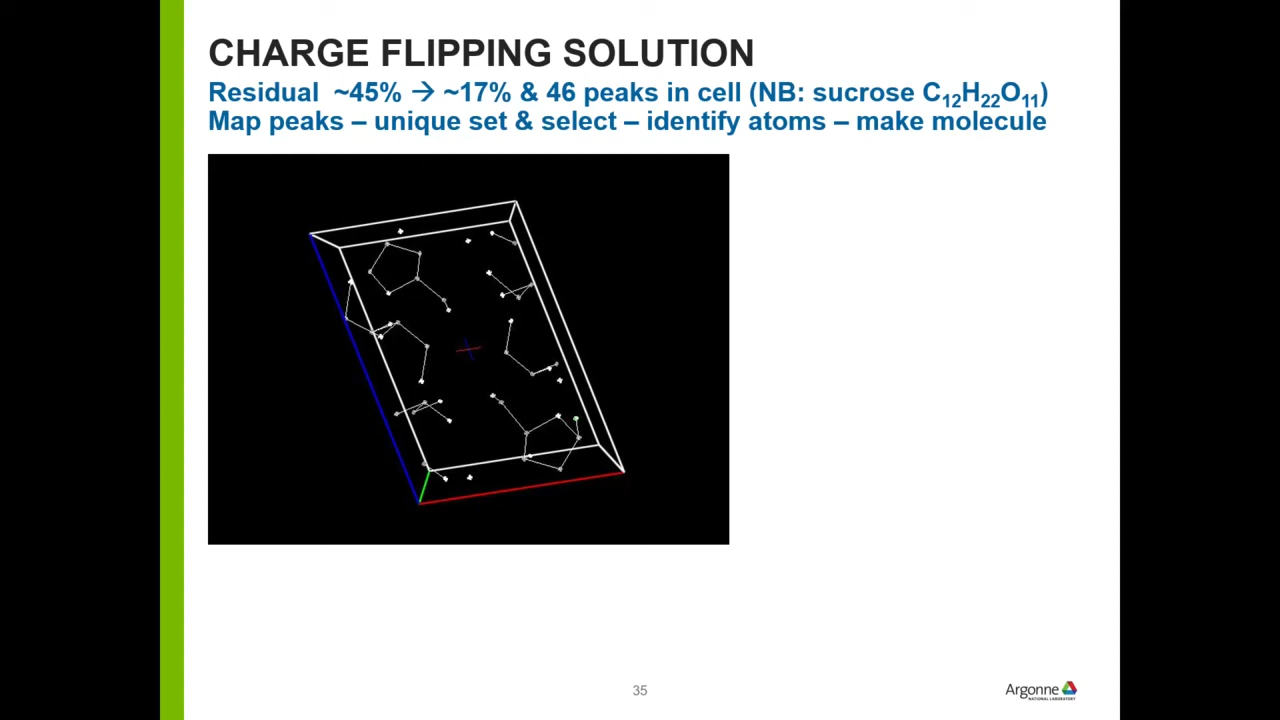 CHARGE FLIPPING SOLUTION
Residual ~45% → ~17% & 46 peaks in cell (NB: sucrose C₁₂H₂₂O₁₁)
Map peaks – unique set & select – identify atoms – make molecule
35
Argonne
NATIONAL LABORATORY